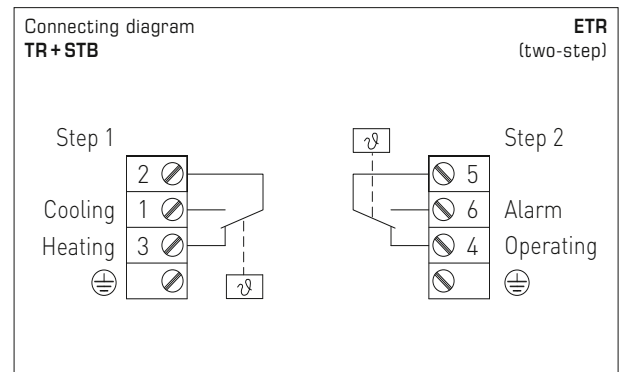 Connecting diagram
TR + STB
ETR
(two-step)
Step 1
2
Cooling 1
Heating 3
ϑ
ϑ
Step 2
5
6 Alarm
4 Operating